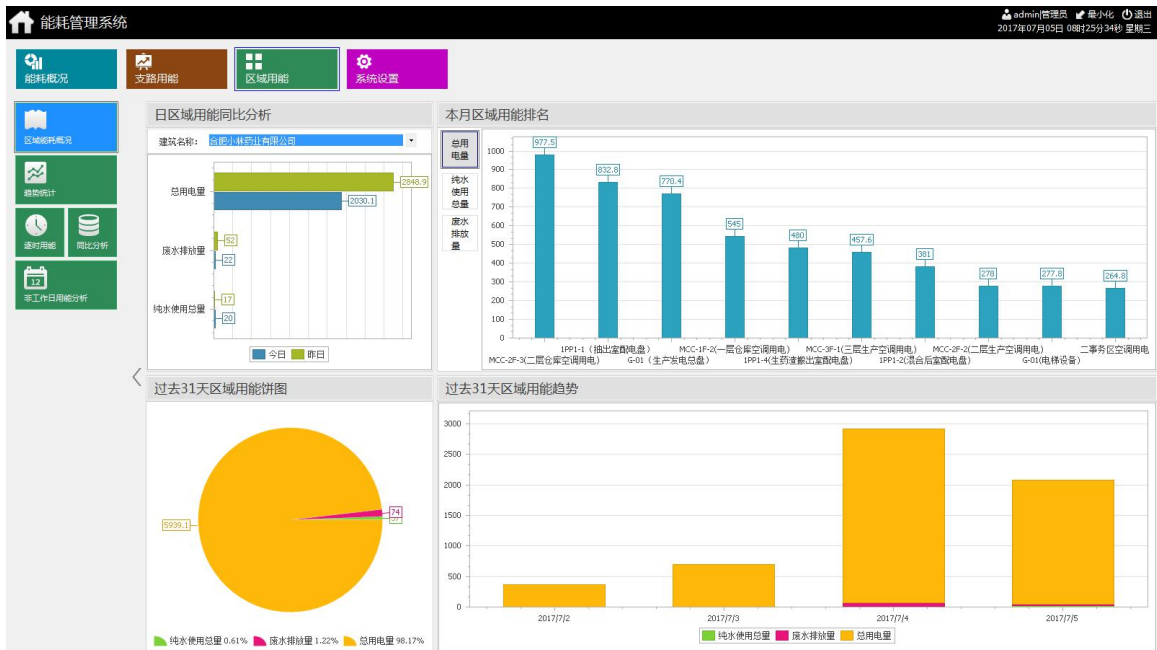 能耗管理系统
admin|管理员 最小化 退出
2017年07月05日 08时25分34秒 星期三
能耗概况
支路用能
区域用能
系统设置
区域能耗概况
趋势统计
逐时用能
同比分析
12
非工作日用能分析
日区域用能同比分析
建筑名称: 合肥小林药业有限公司
总用电量
2848.9
2030.1
废水排放量
52
22
纯水使用总量
17
20
今日 昨日
本月区域用能排名
总用
电量
纯水
使用
总量
废水
排放
量
1000
900
800
700
600
500
400
300
200
100
0
977.5
832.8
770.4
545
480
457.6
381
278
277.8
264.8
1PP1-1(抽出室配电盘) MCC-1F-2(一层仓库空调用电) MCC-3F-1(三层生产空调用电) MCC-2F-2(二层生产空调用电) 二事务区空调用电
MCC-2F-3(二层仓库空调用电) G-01(生产发电总盘) 1PP1-4(生药渣搬出室配电盘) 1PP1-2(混合后室配电盘) G-01(电梯设备)
过去31天区域用能饼图
5939.1
74
37
纯水使用总量 0.61% 废水排放量 1.22% 总用电量 98.17%
过去31天区域用能趋势
3000
2500
2000
1500
1000
500
0
2017/7/2 2017/7/3 2017/7/4 2017/7/5
纯水使用总量 废水排放量 总用电量